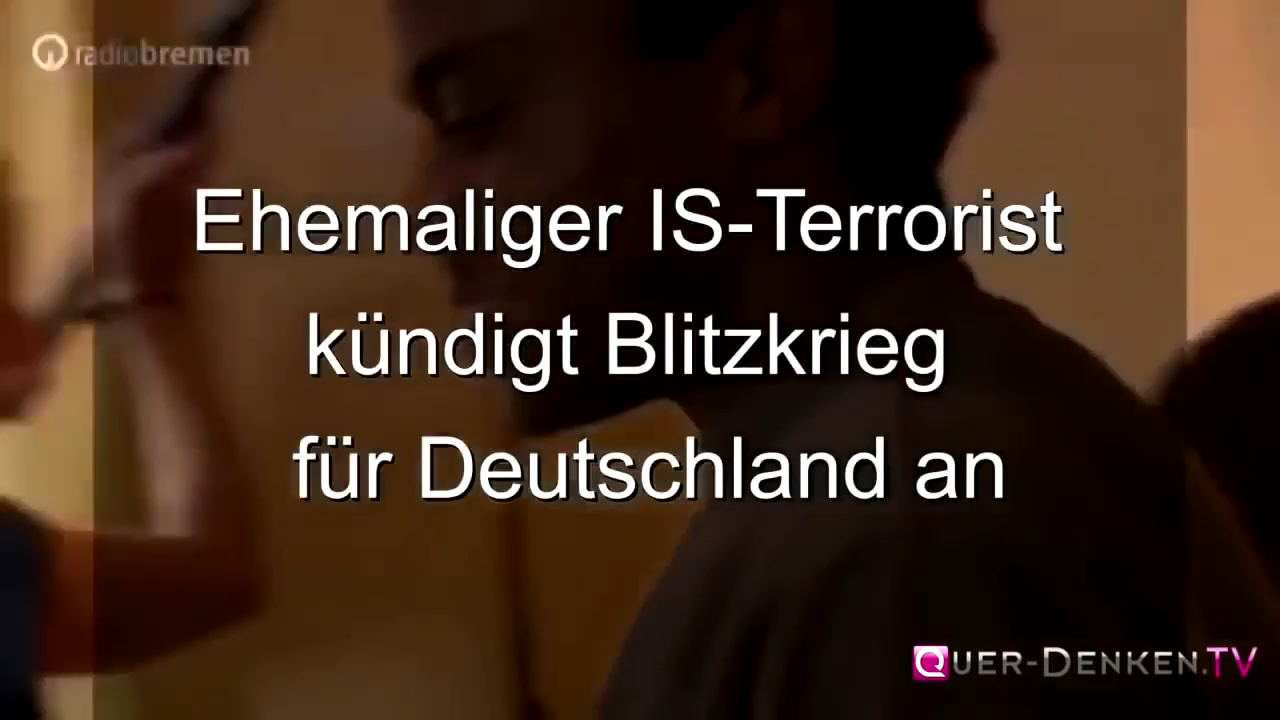 radiobremen
Ehemaliger IS-Terrorist
kündigt Blitzkrieg
für Deutschland an
QUER-DENKEN.TV